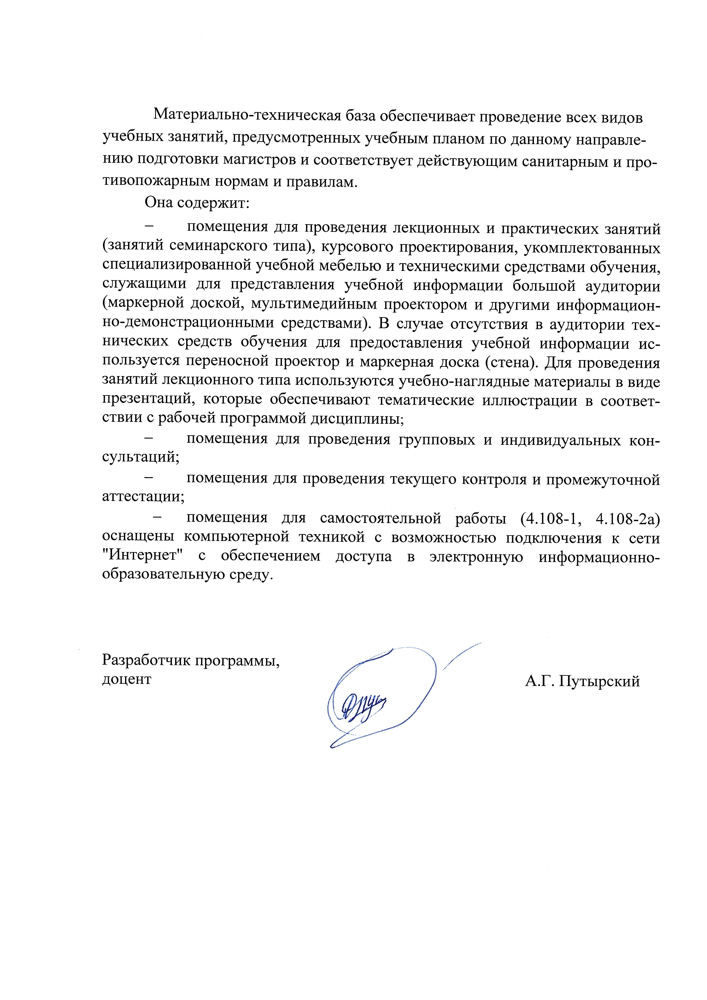 Материально-техническая база обеспечивает проведение всех видов
учебных занятий, предусмотренных учебным планом по данному направле-
нию подготовки магистров и соответствует действующим санитарным и про-
тивопожарным нормам и правилам.
Она содержит:
– помещения для проведения лекционных и практических занятий
(занятий семинарского типа), курсового проектирования, укомплектованных
специализированной учебной мебелью и техническими средствами обучения,
служащими для представления учебной информации большой аудитории
(маркерной доской, мультимедийным проектором и другими информацион-
но-демонстрационными средствами). В случае отсутствия в аудитории тех-
нических средств обучения для предоставления учебной информации ис-
пользуется переносной проектор и маркерная доска (стена). Для проведения
занятий лекционного типа используются учебно-наглядные материалы в виде
презентаций, которые обеспечивают тематические иллюстрации в соответ-
ствии с рабочей программой дисциплины;
– помещения для проведения групповых и индивидуальных кон-
сультаций;
– помещения для проведения текущего контроля и промежуточной
аттестации;
– помещения для самостоятельной работы (4.108-1, 4.108-2а)
оснащены компьютерной техникой с возможностью подключения к сети
"Интернет" с обеспечением доступа в электронную информационно-
образовательную среду.
Разработчик программы,
доцент А.Г. Путырский